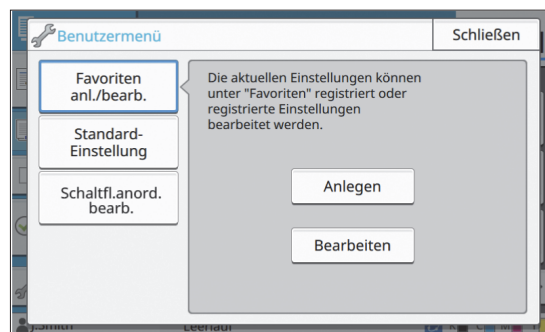 Benutzermenü
Schließen
Favoriten
anl./bearb.
Standard-
Einstellung
Schaltfl.anord.
bearb.
Die aktuellen Einstellungen können
unter "Favoriten" registriert oder
registrierte Einstellungen
bearbeitet werden.
Anlegen
Bearbeiten